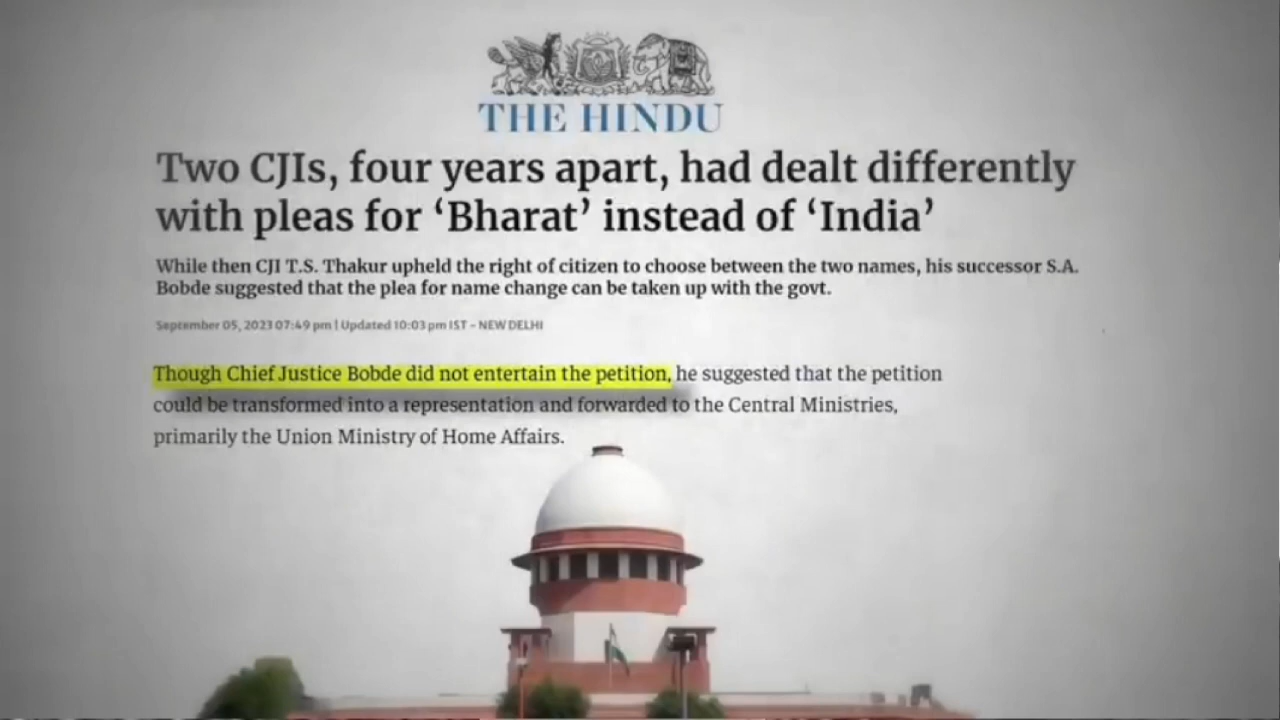 THE HINDU
Two CJIs, four years apart, had dealt differently
with pleas for ‘Bharat’ instead of ‘India’
While then CJI T.S. Thakur upheld the right of citizen to choose between the two names, his successor S.A.
Bobde suggested that the plea for name change can be taken up with the govt.
September 05, 2023 07:49 pm | Updated 10:03 pm IST - NEW DELHI
Though Chief Justice Bobde did not entertain the petition, he suggested that the petition
could be transformed into a representation and forwarded to the Central Ministries,
primarily the Union Ministry of Home Affairs.